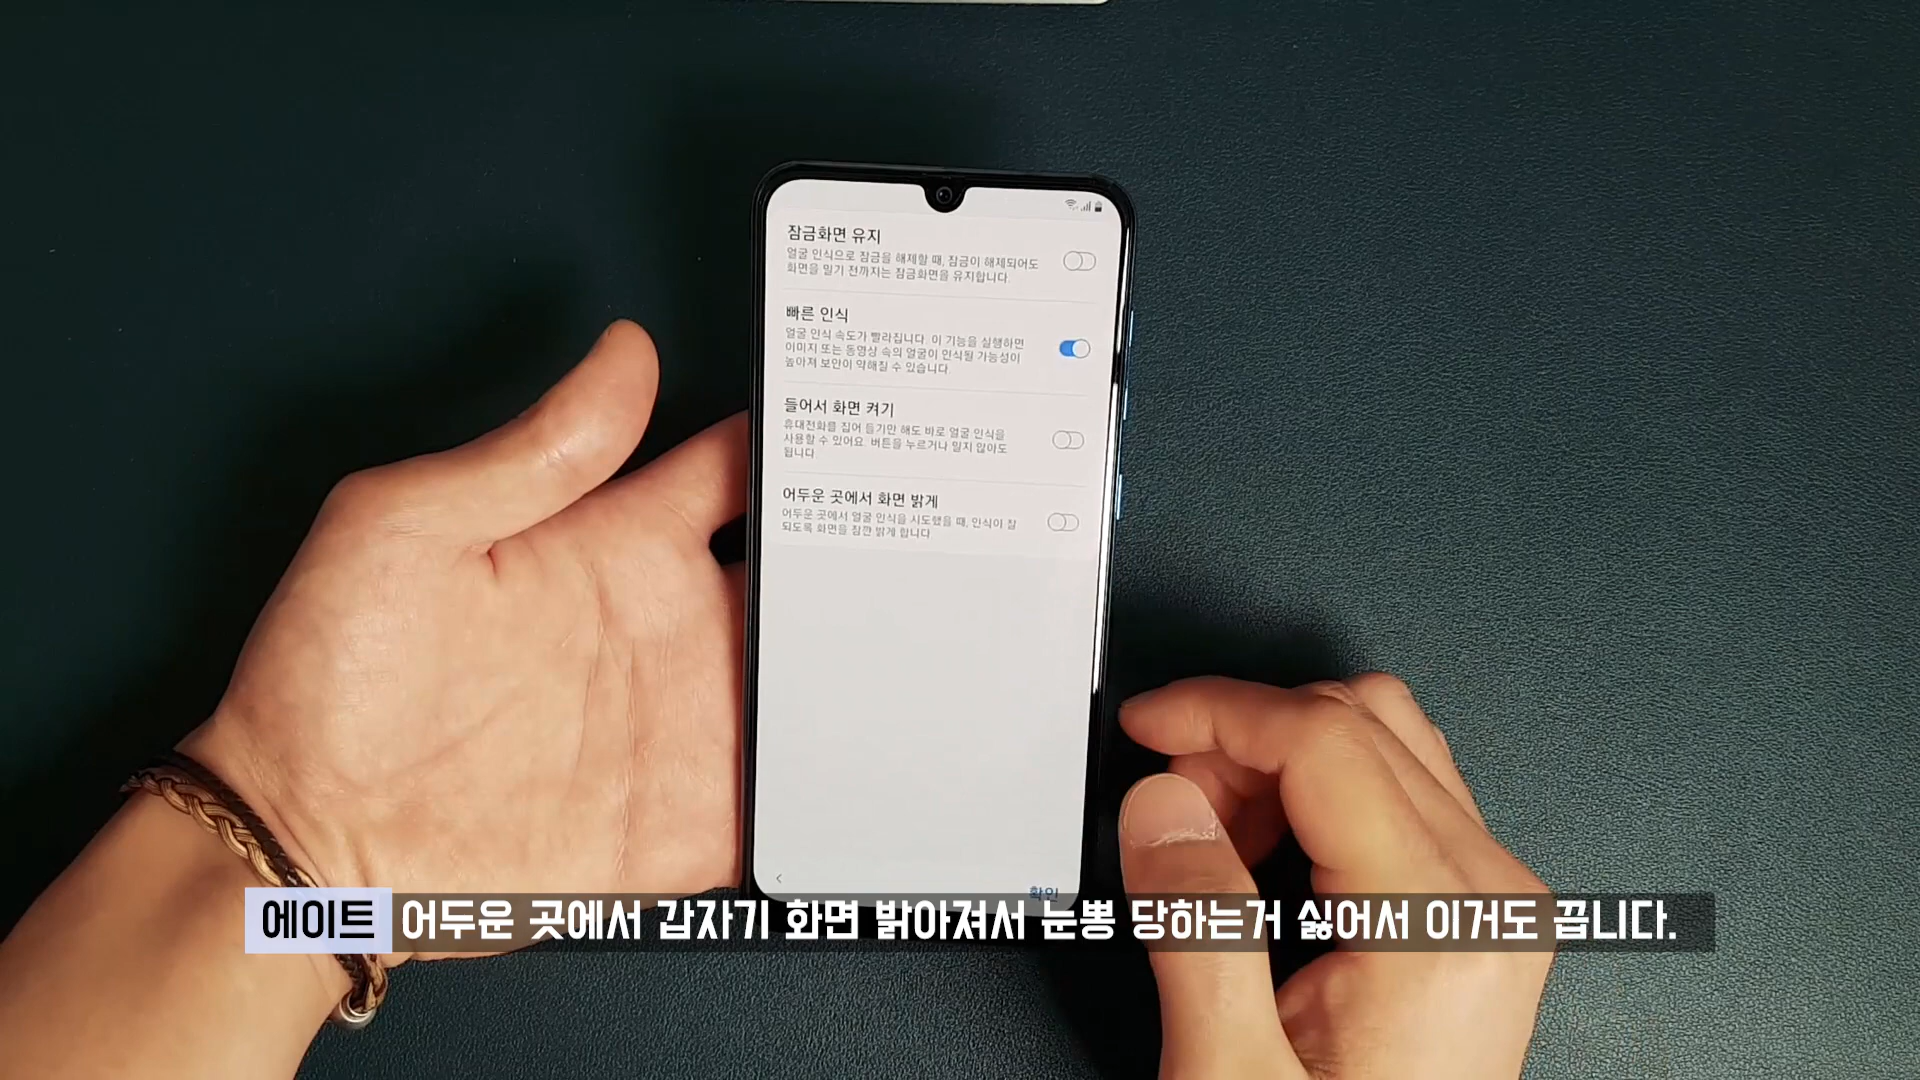 잠금화면 유지
얼굴 인식으로 잠금을 해제할 때, 잠금이 해제되어도
화면을 밀기 전까지는 잠금화면을 유지합니다.
빠른 인식
얼굴 인식 속도가 빨라집니다. 이 기능을 실행하면
이미지 또는 동영상 속의 얼굴이 인식될 가능성이
높아져 보안이 약해질 수 있습니다.
들어서 화면 켜기
휴대전화를 집어 들기만 해도 바로 얼굴 인식을
사용할 수 있어요. 버튼을 누르거나 밀지 않아도
됩니다.
어두운 곳에서 화면 밝게
어두운 곳에서 얼굴 인식을 시도했을 때, 인식이 잘
되도록 화면을 잠깐 밝게 합니다.
확인
에이트 어두운 곳에서 갑자기 화면 밝아져서 눈뽕 당하는거 싫어서 이거도 끕니다.